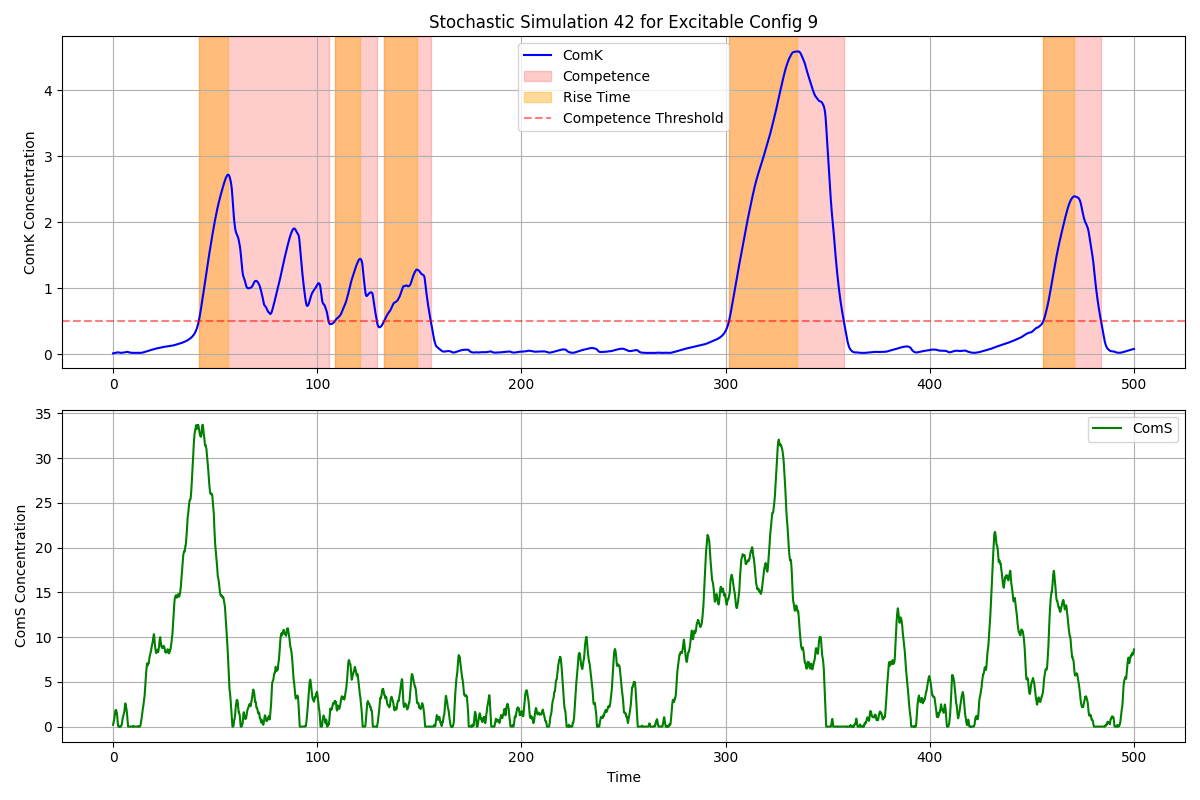 Stochastic Simulation 42 for Excitable Config 9
ComK Concentration
4
3
2
1
0
ComK
Competence
Rise Time
Competence Threshold
0
100
200
300
400
500
ComS Concentration
35
30
25
20
15
10
5
0
ComS
0
100
200
300
400
500
Time